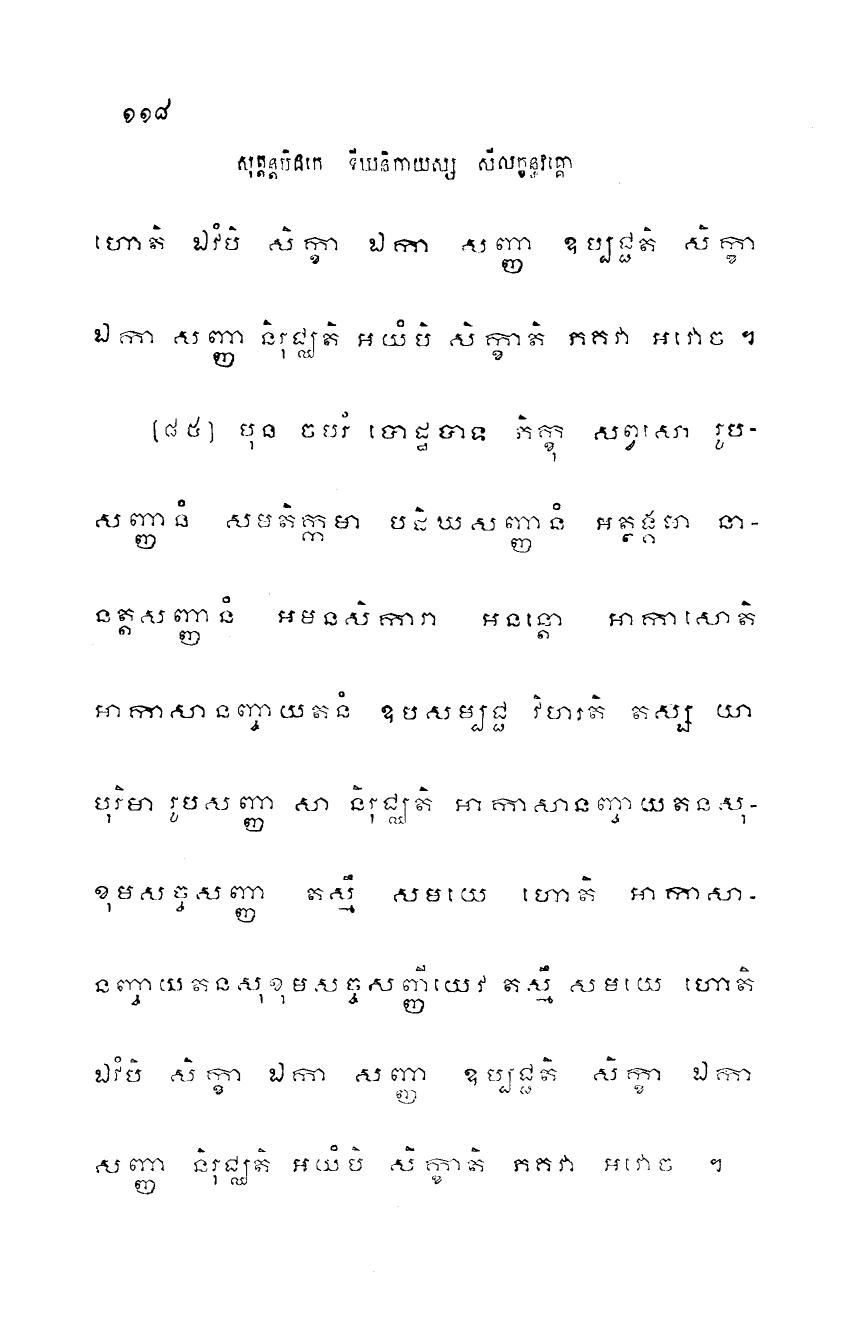 ១១៨
សុត្តន្តបិដកេ ទីឃនិកាយស្ស សីលក្ខន្ធវគ្គោ
ហោតិ ឯវំបិ សិក្ខា ឯកា សញ្ញា ឧប្បជ្ជតិ សិក្ខា
ឯកា សញ្ញា និរុជ្ឈតិ អយំបិ សិក្ខាតិ ភគវា អវោច ។
(៨៥) បុន ចបរំ បោដ្ឋបាទ ភិក្ខុ សព្វសោ រូប-
សញ្ញានំ សមតិក្កមា បដិឃសញ្ញានំ អត្ថង្គមា នា-
នត្តសញ្ញានំ អមនសិការា អនន្តោ អាកាសោតិ
អាកាសានញ្ចាយតនំ ឧបសម្បជ្ជ វិហរតិ តស្ស យា
បុរិមា រូបសញ្ញា សា និរុជ្ឈតិ អាកាសានញ្ចាយតនសុ-
ខុមសច្ចសញ្ញា តស្មឹ សមយេ ហោតិ អាកាសា-
នញ្ចាយតនសុខុមសច្ចសញ្ញីយេវ តស្មឹ សមយេ ហោតិ
ឯវំបិ សិក្ខា ឯកា សញ្ញា ឧប្បជ្ជតិ សិក្ខា ឯកា
សញ្ញា និរុជ្ឈតិ អយំបិ សិក្ខាតិ ភគវា អវោច ។